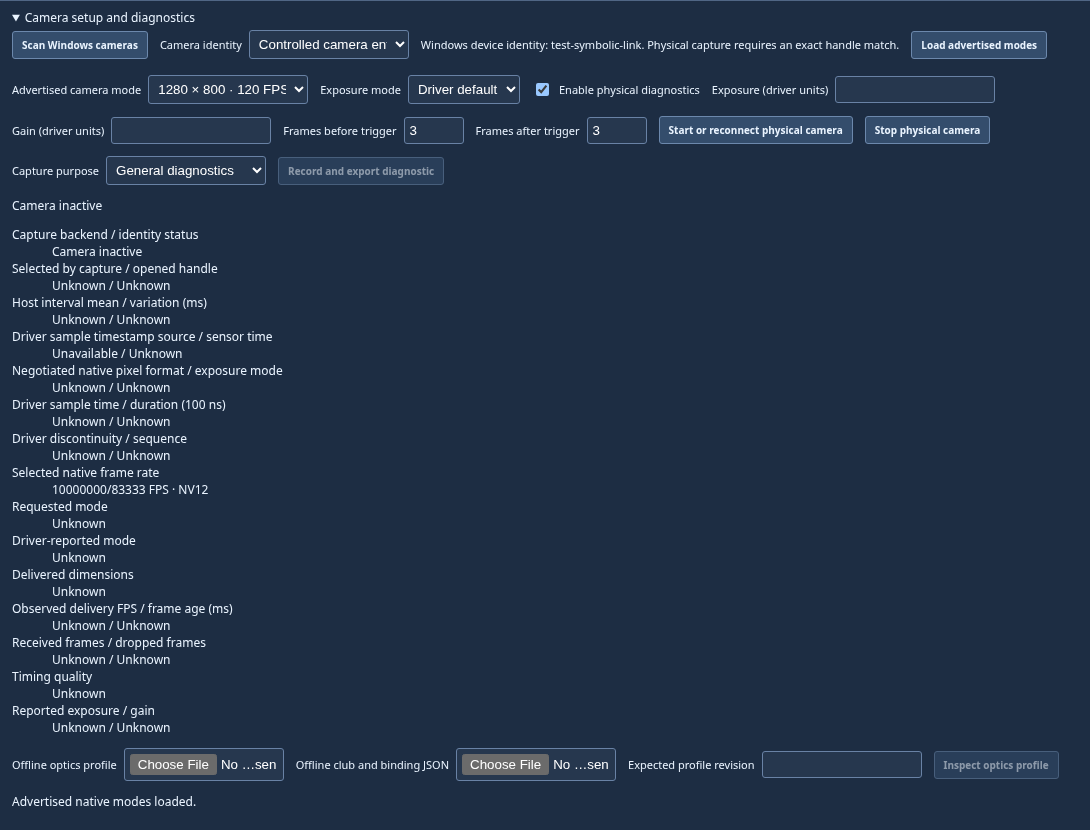 ▼ Camera setup and diagnostics
Scan Windows cameras Camera identity Controlled camera en Windows device identity: test-symbolic-link. Physical capture requires an exact handle match. Load advertised modes
Advertised camera mode 1280 × 800 · 120 FPS Exposure mode Driver default Enable physical diagnostics Exposure (driver units)
Gain (driver units) Frames before trigger 3 Frames after trigger 3 Start or reconnect physical camera Stop physical camera
Capture purpose General diagnostics Record and export diagnostic
Camera inactive
Capture backend / identity status
Camera inactive
Selected by capture / opened handle
Unknown / Unknown
Host interval mean / variation (ms)
Unknown / Unknown
Driver sample timestamp source / sensor time
Unavailable / Unknown
Negotiated native pixel format / exposure mode
Unknown / Unknown
Driver sample time / duration (100 ns)
Unknown / Unknown
Driver discontinuity / sequence
Unknown / Unknown
Selected native frame rate
10000000/83333 FPS · NV12
Requested mode
Unknown
Driver-reported mode
Unknown
Delivered dimensions
Unknown
Observed delivery FPS / frame age (ms)
Unknown / Unknown
Received frames / dropped frames
Unknown / Unknown
Timing quality
Unknown
Reported exposure / gain
Unknown / Unknown
Offline optics profile Choose File No ...sen Offline club and binding JSON Choose File No ...sen Expected profile revision Inspect optics profile
Advertised native modes loaded.